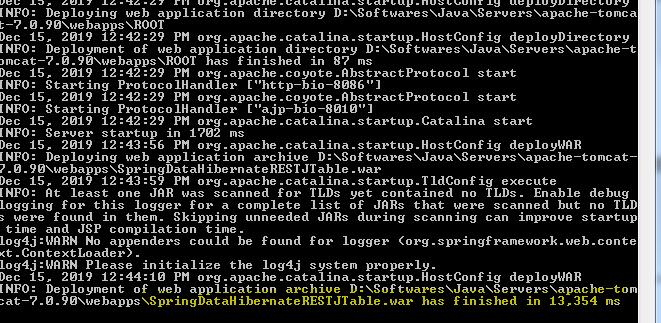 Dec 15, 2019 12:42:29 PM org.apache.catalina.startup.HostConfig deployDirectory
INFO: Deploying web application directory D:\Softwares\Java\Servers\apache-tomca
t-7.0.90\webapps\ROOT
Dec 15, 2019 12:42:29 PM org.apache.catalina.startup.HostConfig deployDirectory
INFO: Deployment of web application directory D:\Softwares\Java\Servers\apache-t
omcat-7.0.90\webapps\ROOT has finished in 87 ms
Dec 15, 2019 12:42:29 PM org.apache.coyote.AbstractProtocol start
INFO: Starting ProtocolHandler ["http-bio-8086"]
Dec 15, 2019 12:42:29 PM org.apache.coyote.AbstractProtocol start
INFO: Starting ProtocolHandler ["ajp-bio-8010"]
Dec 15, 2019 12:42:29 PM org.apache.catalina.startup.Catalina start
INFO: Server startup in 1702 ms
Dec 15, 2019 12:43:56 PM org.apache.catalina.startup.HostConfig deployWAR
INFO: Deploying web application archive D:\Softwares\Java\Servers\apache-tomcat-
7.0.90\webapps\SpringDataHibernateRESTJTable.war
Dec 15, 2019 12:43:59 PM org.apache.catalina.startup.TldConfig execute
INFO: At least one JAR was scanned for TLDs yet contained no TLDs. Enable debug
logging for this logger for a complete list of JARs that were scanned but no TLD
s were found in them. Skipping unneeded JARs during scanning can improve startup
time and JSP compilation time.
log4j:WARN No appenders could be found for logger (org.springframework.web.conte
xt.ContextLoader).
log4j:WARN Please initialize the log4j system properly.
Dec 15, 2019 12:44:10 PM org.apache.catalina.startup.HostConfig deployWAR
INFO: Deployment of web application archive D:\Softwares\Java\Servers\apache-tom
cat-7.0.90\webapps\SpringDataHibernateRESTJTable.war has finished in 13,354 ms